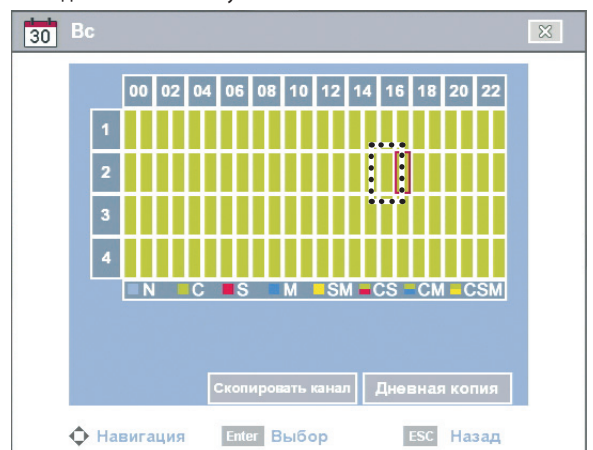 30 Вс
00 02 04 06 08 10 12 14 16 18 20 22
1
2
3
4
N C S M SM CS CM CSM
Скопировать канал Дневная копия
Навигация Enter Выбор ESC Назад